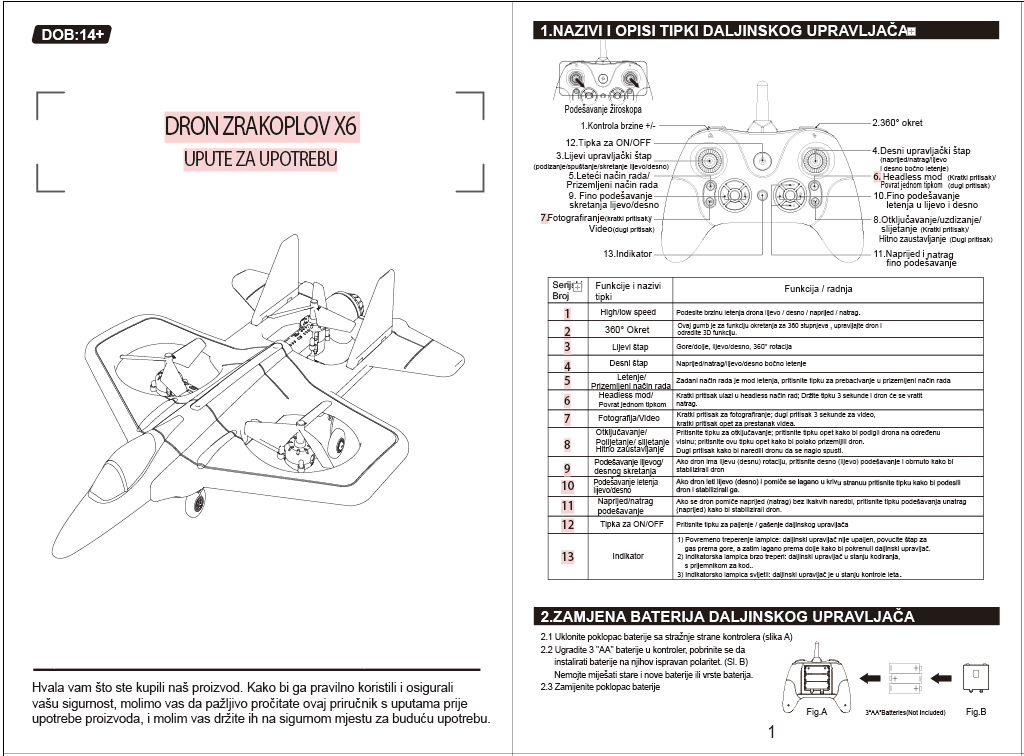 DOB:14+
DRON ZRAKOPLOV X6
UPUTE ZA UPOTREBU
Hvala vam što ste kupili naš proizvod. Kako bi ga pravilno koristili i osigurali
vašu sigurnost, molimo vas da pažljivo pročitate ovaj priručnik s uputama prije
upotrebe proizvoda, i molim vas držite ih na sigurnom mjestu za buduću upotrebu.
1.NAZIVI I OPISI TIPKI DALJINSKOG UPRAVLJAČA
Podešavanje žiroskopa
1.Kontrola brzine +/-
12.Tipka za ON/OFF
3.Lijevi upravljački štap
(podizanje/spuštanje/skretanje lijevo/desno)
5.Leteći način rada/
Prizemljeni način rada
9. Fino podešavanje
skretanja lijevo/desno
7.Fotografiranje(kratki pritisak)/
Video(dugi pritisak)
13.Indikator
2.360° okret
4.Desni upravljački štap
(naprijed/natrag/lijevo
i desno bočno letenje)
6. Headless mod (Kratki pritisak)/
Povrat jednom tipkom (dugi pritisak)
10.Fino podešavanje
letenja u lijevo i desno
8.Otključavanje/uzdizanje/
slijetanje (Kratki pritisak)/
Hitno zaustavljanje (Dugi pritisak)
11.Naprijed i natrag
fino podešavanje
Serijs
Broj
Funkcije i nazivi
tipki
Funkcija / radnja
1 High/low speed Podesite brzinu letenja drona lijevo / desno / naprijed / natrag.
2 360° Okret Ovaj gumb je za funkciju okretanja za 360 stupnjeva , upravljajte dron i
odradite 3D funkciju.
3 Lijevi štap Gore/dolje, lijevo/desno, 360° rotacija
4 Desni štap Naprijed/natrag/lijevo/desno bočno letenje
5 Letenje/
Prizemljeni način rada Zadani način rada je mod letenja, pritisnite tipku za prebacivanje u prizemljeni način rada
6 Headless mod/
Povrat jednom tipkom
Kratki pritisak ulazi u headless način rad; Držite tipku 3 sekunde i dron će se vratit
natrag.
7 Fotografija/Video Kratki pritisak za fotografiranje; dugi prilisak 3 sekunde za video,
kratki pritisak opet za prestanak videa.
8 Otključavanje/
Polijetanje/ slijetanje
Hitno zaustavljanje
Pritisnite tipku za otključavanje; pritisnite tipku opet kako bi podigli drona na određenu
visinu; pritisnite ovu tipku opet kako bi polako prizemljili dron.
Dugi pritisak kako bi naredili dronu da se naglo spusti.
9 Podešavanje lijevog/
desnog skretanja
Ako dron ima lijevu (desnu) rotaciju, pritisnite desno (lijevo) podešavanje i obrnuto kako bi
stabilizirali dron
10 Podešavanje letenja
lijevo/desno
Ako dron leti lijevo (desno) i pomiče se lagano u krivu stranuu pritisnite tipku kako bi podesili
dron i stabilizirali ga.
11 Naprijed/natrag
podešavanje
Ako se dron pomiče naprijed (natrag) bez ikakvih naredbi, pritisnite tipku podešavanja unatrag
(naprijed) kako bi stabilizirali dron.
12 Tipka za ON/OFF Pritisnite tipku za paljenje / gašenje daljinskog upravljača
13 Indikator
1) Povremeno treperenje lampice: daljinski upravljač nije upaljen, povucite štap za
gas prema gore, a zatim lagano prema dolje kako bi pokrenuli daljinski upravljač.
2) Indikatorska lampica brzo treperi: daljinski upravljač u stanju kodiranja,
s prijemnikom za kod..
3) Indikatorsko lampica svijetli: daljinski upravljač je u stanju kontrole leta.
2.ZAMJENA BATERIJA DALJINSKOG UPRAVLJAČA
2.1 Uklonite poklopac baterije sa stražnje strane kontrolera (slika A)
2.2 Ugradite 3 "AA" baterije u kontroler, pobrinite se da
instalirati baterije na njihov ispravan polaritet. (Sl. B)
Nemojte miješati stare i nove baterije ili vrste baterija.
2.3 Zamijenite poklopac baterije
Fig.A
3*AA*Batteries(Not Included)
Fig.B
1